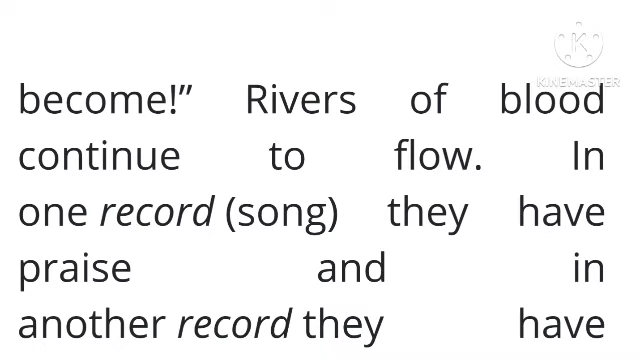 K
KINEMASTER
become!” Rivers of blood
continue to flow. In
one record (song) they have
praise and in
another record they have